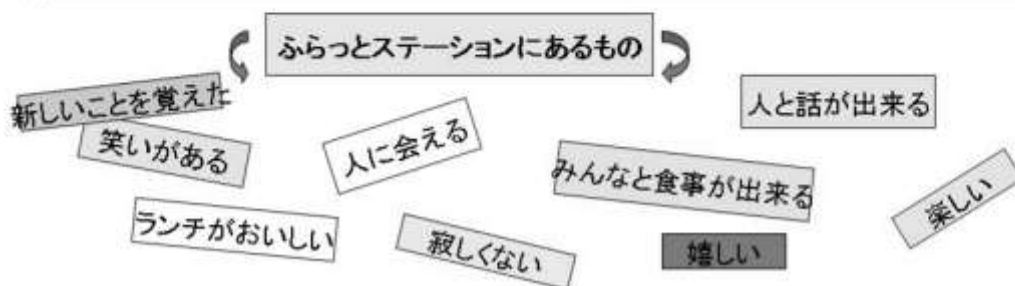 ふらっとステーションにあるもの
新しいことを覚えた
人と話が出来る
笑いがある
人に会える
みんなと食事が出来る
楽しい
ランチがおいしい
寂しくない
嬉しい